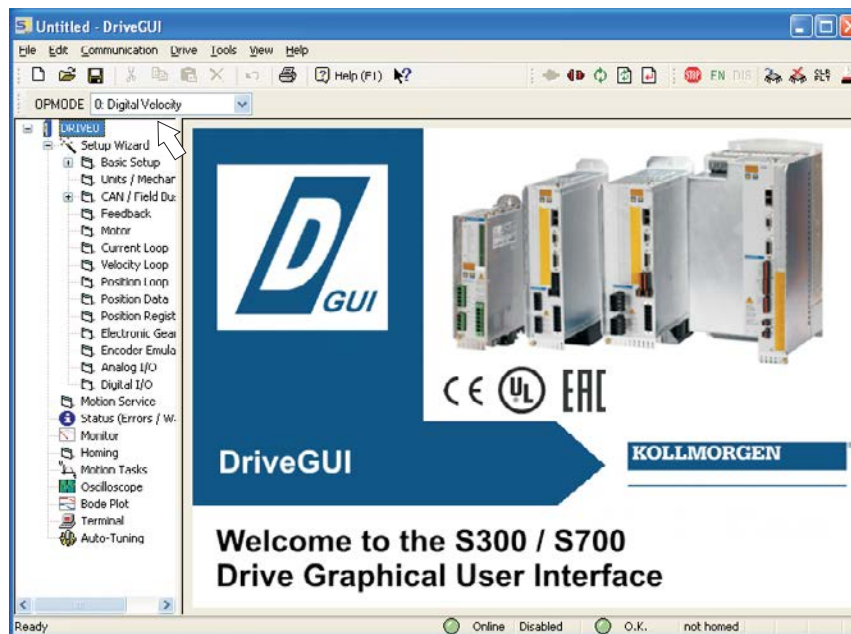 Untitled - DriveGUI
File Edit Communication Drive Tools View Help
Help (F1) STOP EN DIS
OPMODE 0: Digital Velocity
DRIVE0
Setup Wizard
Basic Setup
Units / Mechan
CAN / Field Bus
Feedback
Motor
Current Loop
Velocity Loop
Position Loop
Position Data
Position Regist
Electronic Gear
Encoder Emula
Analog I/O
Digital I/O
Motion Service
Status (Errors / W
Monitor
Homing
Motion Tasks
Oscilloscope
Bode Plot
Terminal
Auto-Tuning
D
GUI
CE UL EAC
DriveGUI
KOLLMORGEN
Welcome to the S300 / S700
Drive Graphical User Interface
Ready Online Disabled O.K. not homed